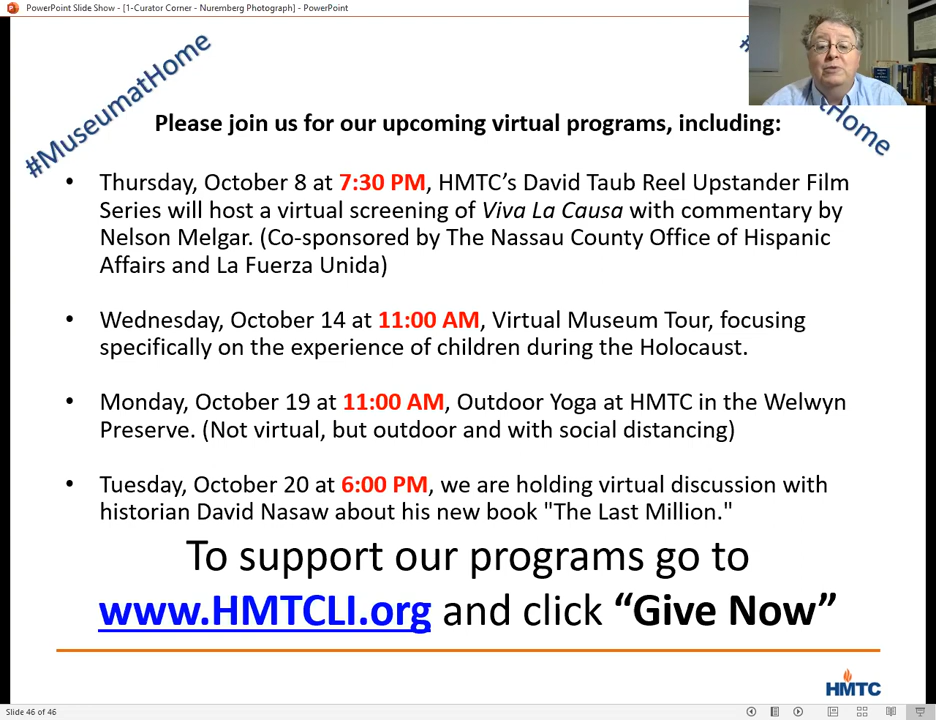 PowerPoint Slide Show - [1-Curator Corner - Nuremberg Photograph] - PowerPoint
#MuseumatHome
#
tHome
Please join us for our upcoming virtual programs, including:
• Thursday, October 8 at 7:30 PM, HMTC’s David Taub Reel Upstander Film
Series will host a virtual screening of Viva La Causa with commentary by
Nelson Melgar. (Co-sponsored by The Nassau County Office of Hispanic
Affairs and La Fuerza Unida)
• Wednesday, October 14 at 11:00 AM, Virtual Museum Tour, focusing
specifically on the experience of children during the Holocaust.
• Monday, October 19 at 11:00 AM, Outdoor Yoga at HMTC in the Welwyn
Preserve. (Not virtual, but outdoor and with social distancing)
• Tuesday, October 20 at 6:00 PM, we are holding virtual discussion with
historian David Nasaw about his new book "The Last Million."
To support our programs go to
www.HMTCLI.org and click “Give Now”
HMTC
Slide 46 of 46